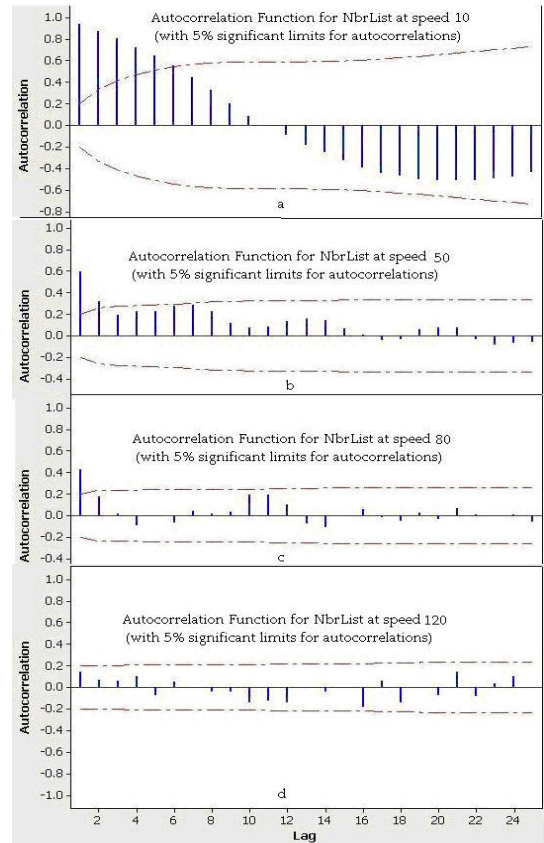 Autocorrelation Function for NbrList at speed 10
(with 5% significant limits for autocorrelations)
Autocorrelation
1.0
0.8
0.6
0.4
0.2
0.0
-0.2
-0.4
-0.6
-0.8
a
Autocorrelation Function for NbrList at speed 50
(with 5% significant limits for autocorrelations)
Autocorrelation
1.0
0.8
0.6
0.4
0.2
0.0
-0.2
-0.4
b
Autocorrelation Function for NbrList at speed 80
(with 5% significant limits for autocorrelations)
Autocorrelation
1.0
0.8
0.6
0.4
0.2
0.0
-0.2
-0.4
c
Autocorrelation Function for NbrList at speed 120
(with 5% significant limits for autocorrelations)
Autocorrelation
1.0
0.8
0.6
0.4
0.2
0.0
-0.2
-0.4
-0.6
-0.8
-1.0
d
2 4 6 8 10 12 14 16 18 20 22 24
Lag